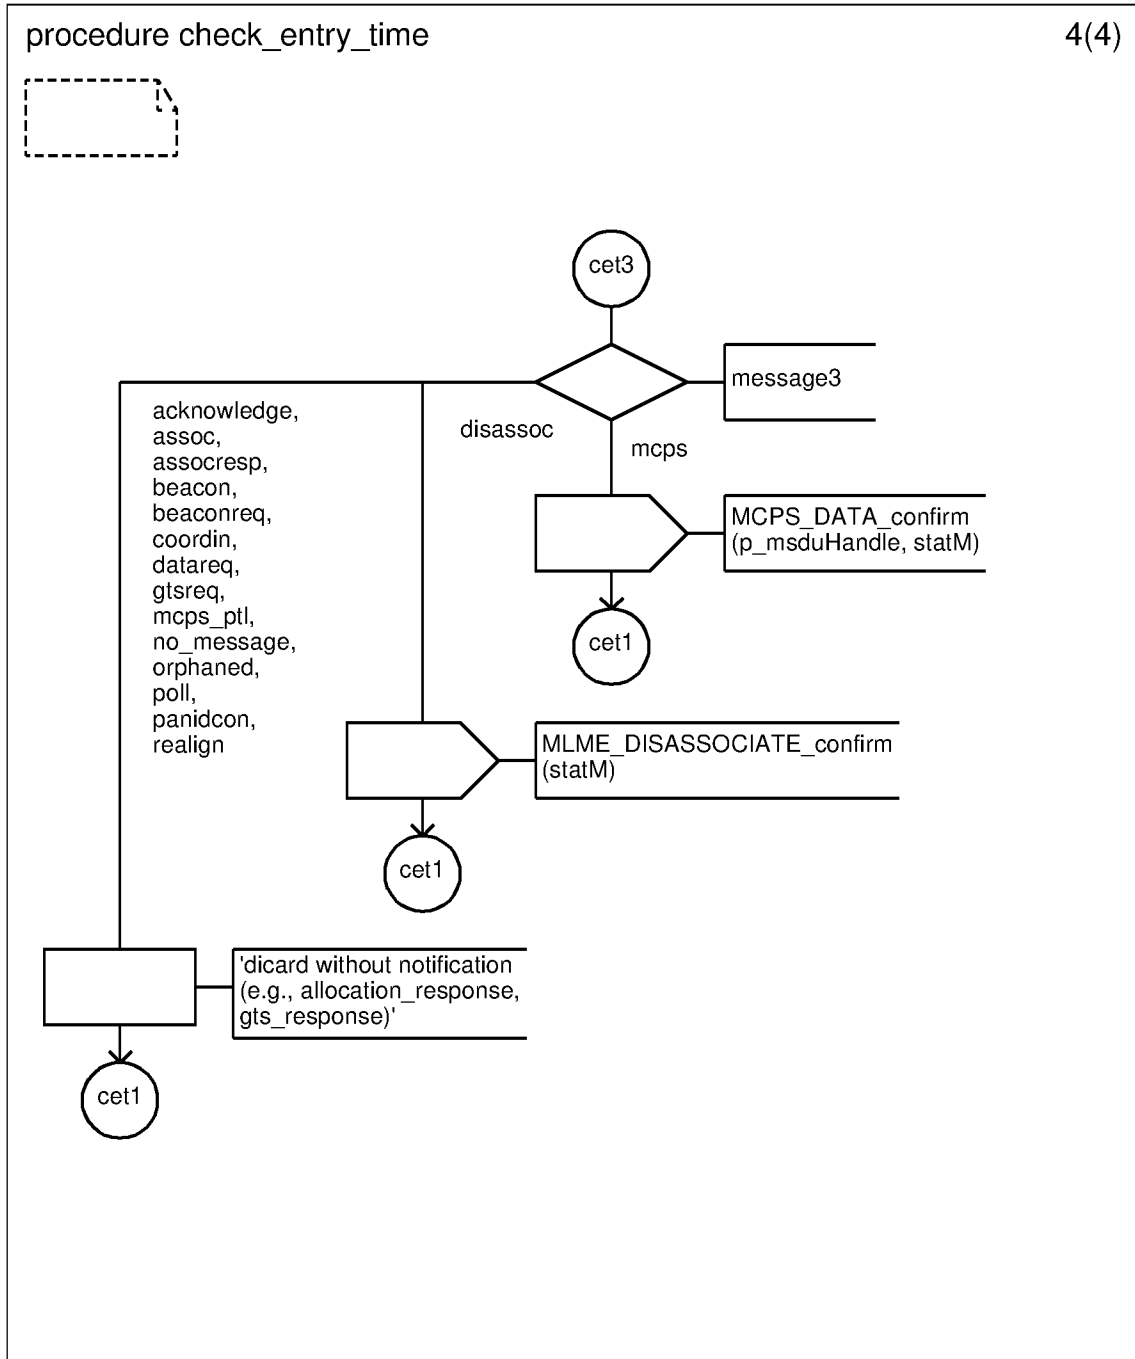 procedure check_entry_time
4(4)
cet3
message3
disassoc
mcps
acknowledge,
assoc,
assocresp,
beacon,
beaconreq,
coordin,
datareq,
gtsreq,
mcps_ptl,
no_message,
orphaned,
poll,
panidcon,
realign
MCPS_DATA_confirm
(p_msduHandle, statM)
cet1
MLME_DISASSOCIATE_confirm
(statM)
cet1
'dicard without notification
(e.g., allocation_response,
gts_response)'
cet1